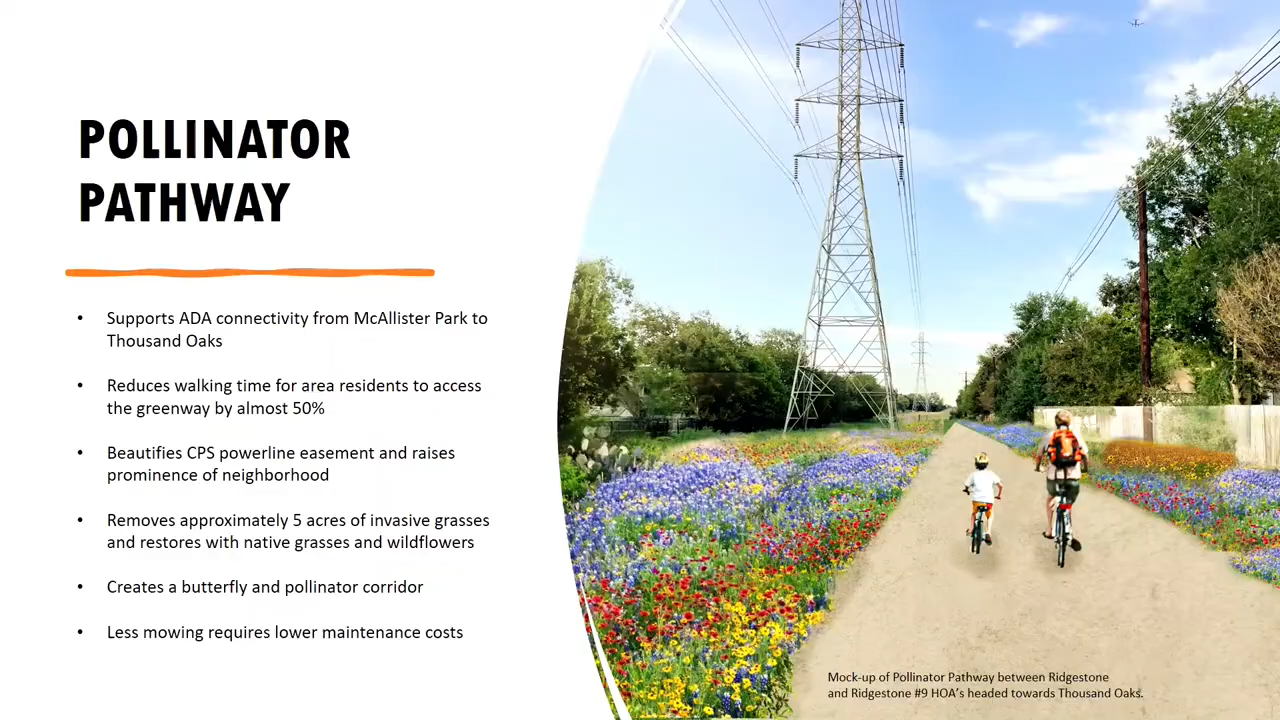 POLLINATOR
PATHWAY
• Supports ADA connectivity from McAllister Park to
Thousand Oaks
• Reduces walking time for area residents to access
the greenway by almost 50%
• Beautifies CPS powerline easement and raises
prominence of neighborhood
• Removes approximately 5 acres of invasive grasses
and restores with native grasses and wildflowers
• Creates a butterfly and pollinator corridor
• Less mowing requires lower maintenance costs
Mock-up of Pollinator Pathway between Ridgestone
and Ridgestone #9 HOA's headed towards Thousand Oaks.